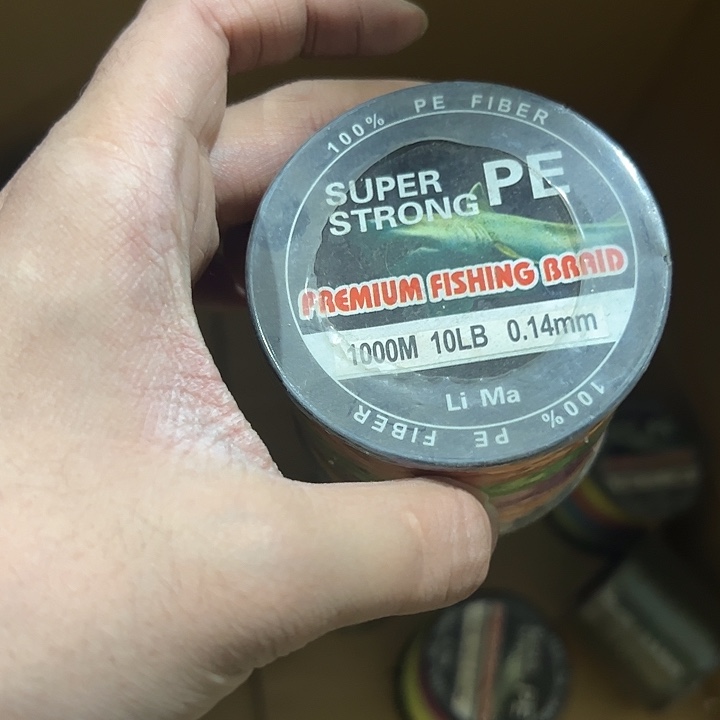 100% PE FIBER
SUPER PE
STRONG
PREMIUM FISHING BRAID
1000M 10LB 0.14mm
Li Ma
100% PE FIBER